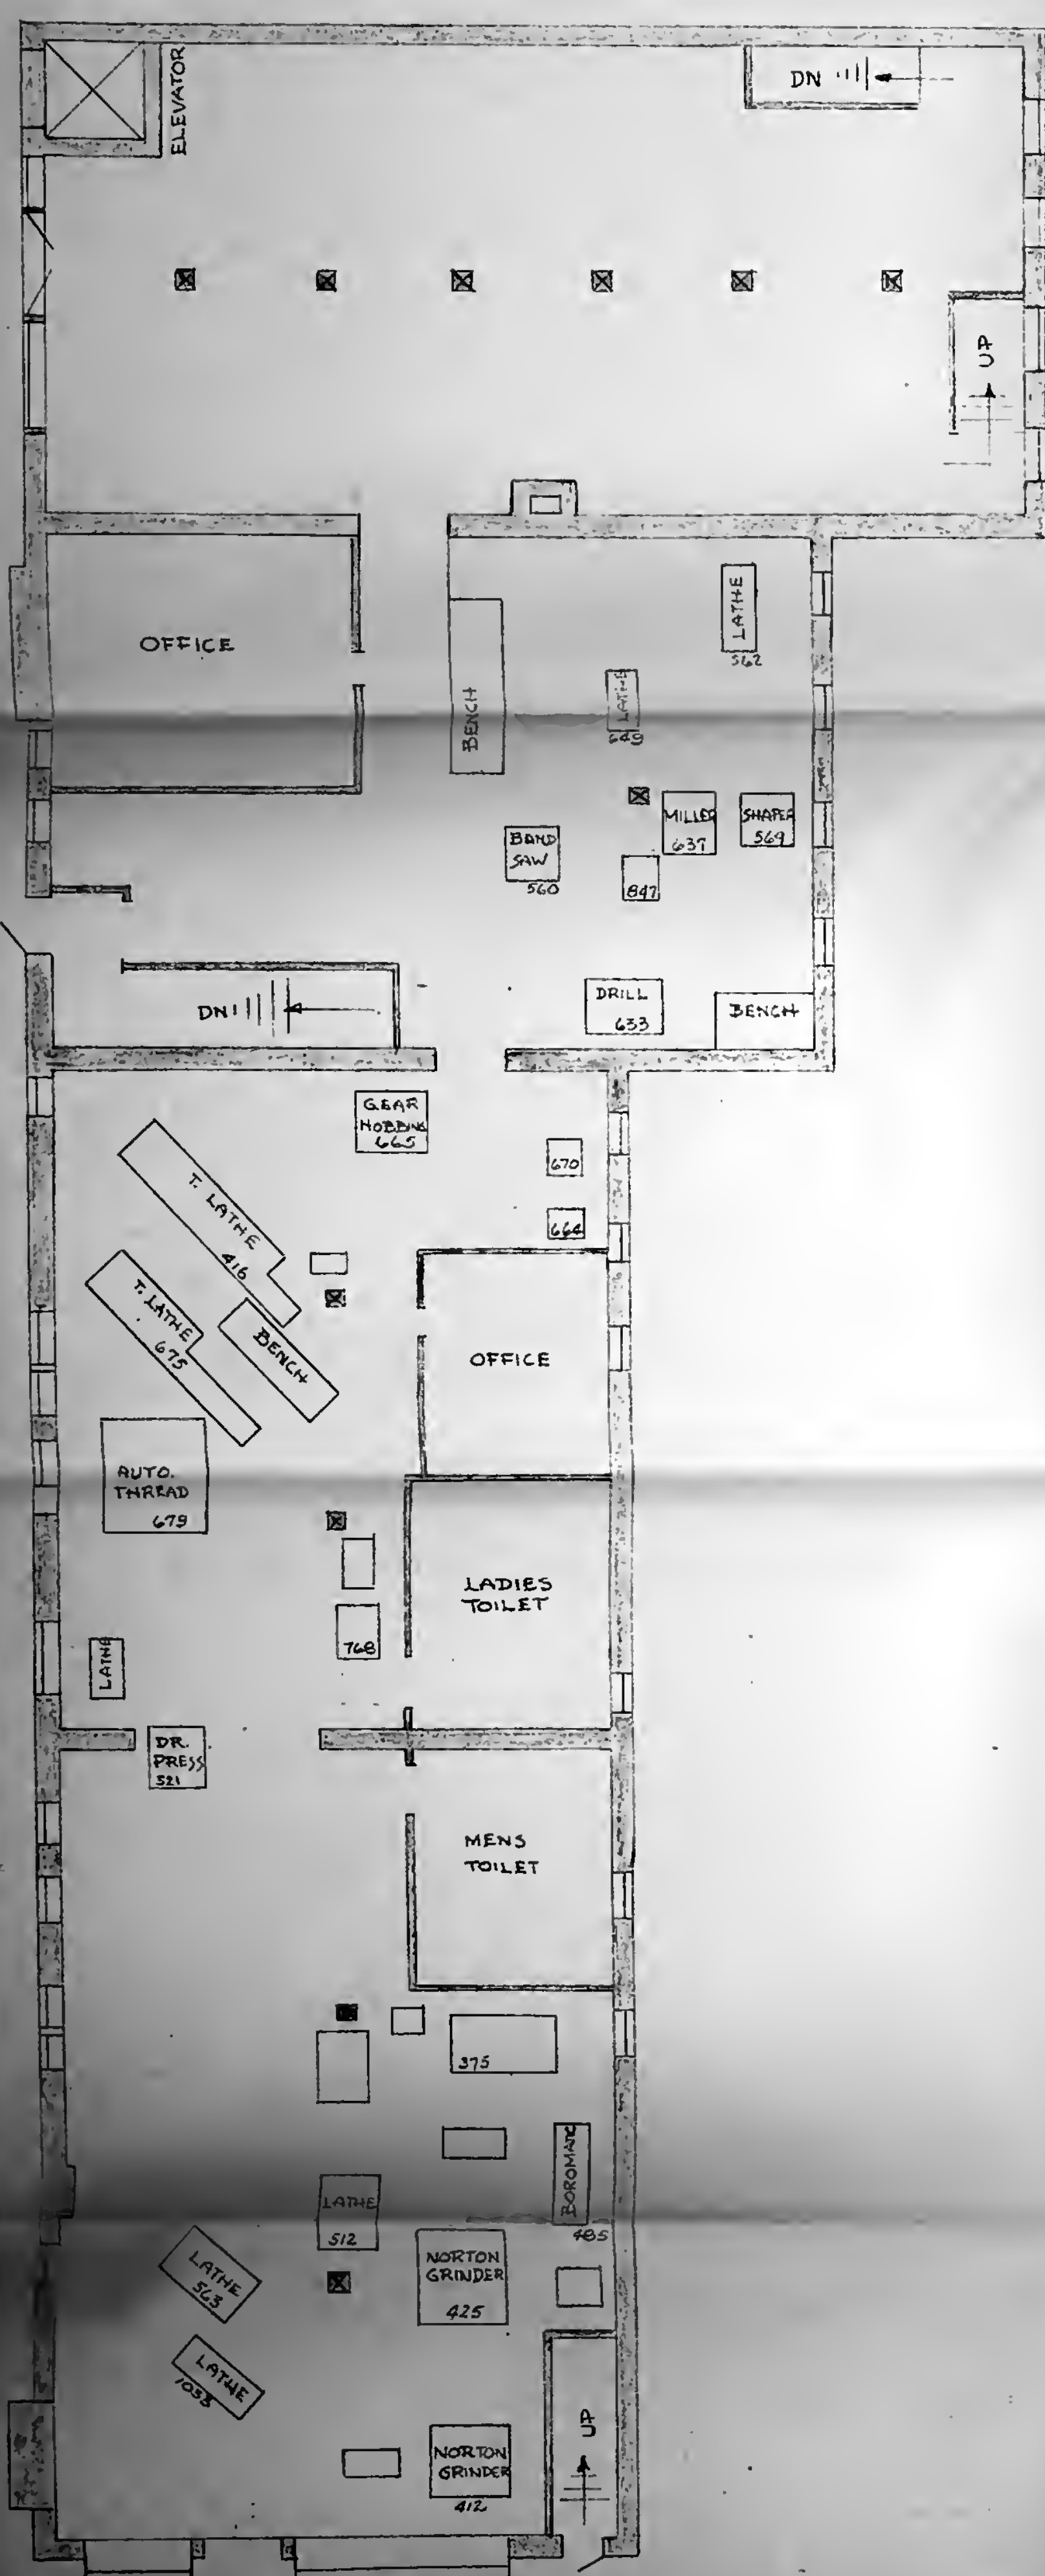 ELEVATOR
DN
UP
OFFICE
BENCH
LATHE
562
LATHE
649
MILLER
637
SHAPER
569
BAND
SAW
560
847
DN
DRILL
633
BENCH
GEAR
HOBBING
665
670
664
T. LATHE
416
T. LATHE
675
BENCH
OFFICE
AUTO.
THREAD
679
LADIES
TOILET
768
LATHE
DR.
PRESS
521
MENS
TOILET
375
BOROMATIC
485
LATHE
512
NORTON
GRINDER
425
LATHE
563
LATHE
1033
UP
NORTON
GRINDER
412